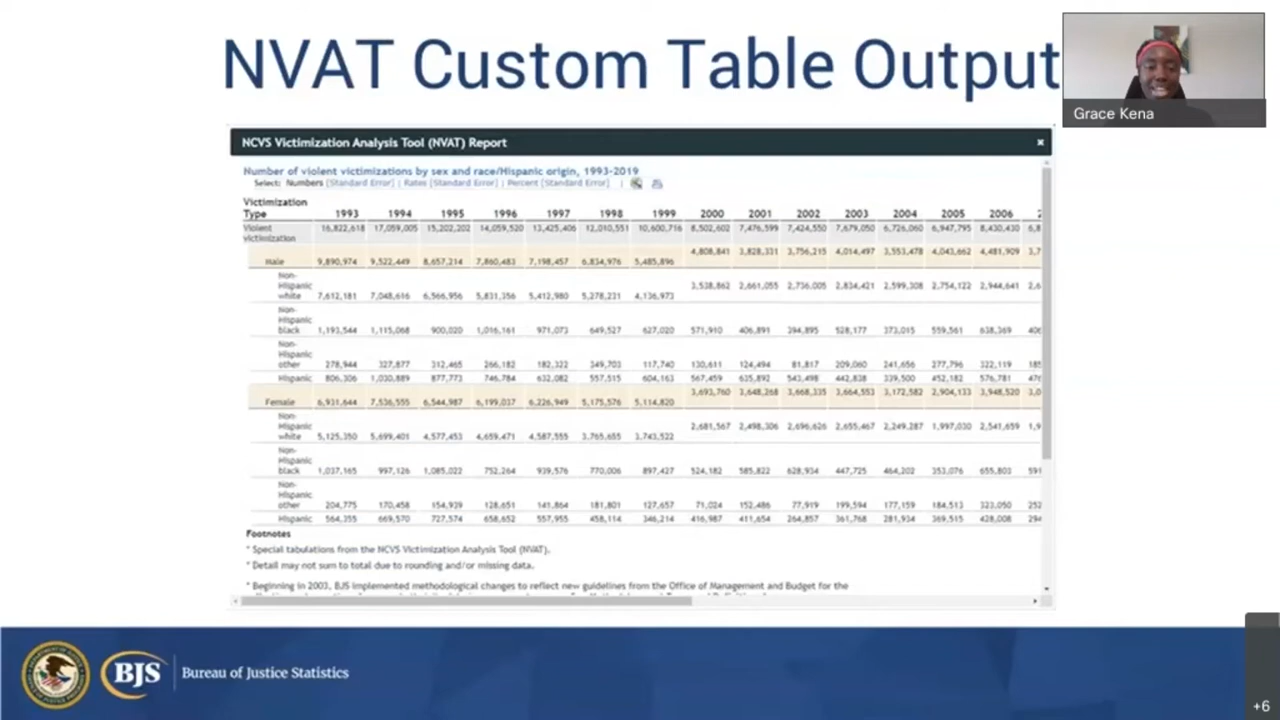 NVAT Custom Table Output
Grace Kena
NCVS Victimization Analysis Tool (NVAT) Report
Number of violent victimizations by sex and race/Hispanic origin, 1993-2019
Select: Numbers [Standard Error] | Rates [Standard Error] | Percent [Standard Error] |
Victimization
Type 1993 1994 1995 1996 1997 1998 1999 2000 2001 2002 2003 2004 2005 2006 2
Violent
victimization 16,822,618 17,059,005 15,202,202 14,059,520 13,425,406 12,010,551 10,600,716 8,502,602 7,476,599 7,424,550 7,679,050 6,726,060 6,947,795 8,430,430 6,8
Male 9,890,974 9,522,449 8,657,214 7,860,483 7,198,457 6,834,976 5,485,896 4,808,841 3,828,331 3,756,215 4,014,497 3,553,478 4,043,662 4,481,909 3,7
Non-
Hispanic
white 7,612,181 7,048,616 6,566,956 5,831,356 5,412,980 5,278,231 4,136,973 3,538,862 2,661,055 2,736,005 2,834,421 2,599,308 2,754,122 2,944,641 2,6
Non-
Hispanic
black 1,193,544 1,115,068 900,020 1,016,161 971,073 649,527 627,020 571,910 406,891 394,895 528,177 373,015 559,561 638,369 406
Non-
Hispanic
other 278,944 327,877 312,465 266,182 182,322 349,703 117,740 130,611 124,494 81,817 209,060 241,656 277,796 322,119 185
Hispanic 806,306 1,030,889 877,773 746,784 632,082 557,515 604,163 567,459 635,892 543,498 442,838 339,500 452,182 576,781 476
Female 6,931,644 7,536,555 6,544,987 6,199,037 6,226,949 5,175,576 5,114,820 3,693,760 3,648,268 3,668,335 3,664,553 3,172,582 2,904,133 3,948,520 3,0
Non-
Hispanic
white 5,125,350 5,699,401 4,577,453 4,659,471 4,587,555 3,765,655 3,743,522 2,681,567 2,498,306 2,696,626 2,655,467 2,249,287 1,997,030 2,541,659 1,9
Non-
Hispanic
black 1,037,165 997,126 1,085,022 752,264 939,576 770,006 897,427 524,182 585,822 628,934 447,725 464,202 353,076 655,803 591
Non-
Hispanic
other 204,775 170,458 154,939 128,651 141,864 181,801 127,657 71,024 152,486 77,919 199,594 177,159 184,513 323,050 252
Hispanic 564,355 669,570 727,574 658,652 557,955 458,114 346,214 416,987 411,654 264,857 361,768 281,934 369,515 428,008 294
Footnotes
* Special tabulations from the NCVS Victimization Analysis Tool (NVAT).
* Detail may not sum to total due to rounding and/or missing data.
* Beginning in 2003, BJS implemented methodological changes to reflect new guidelines from the Office of Management and Budget for the
BJS
Bureau of Justice Statistics
+6